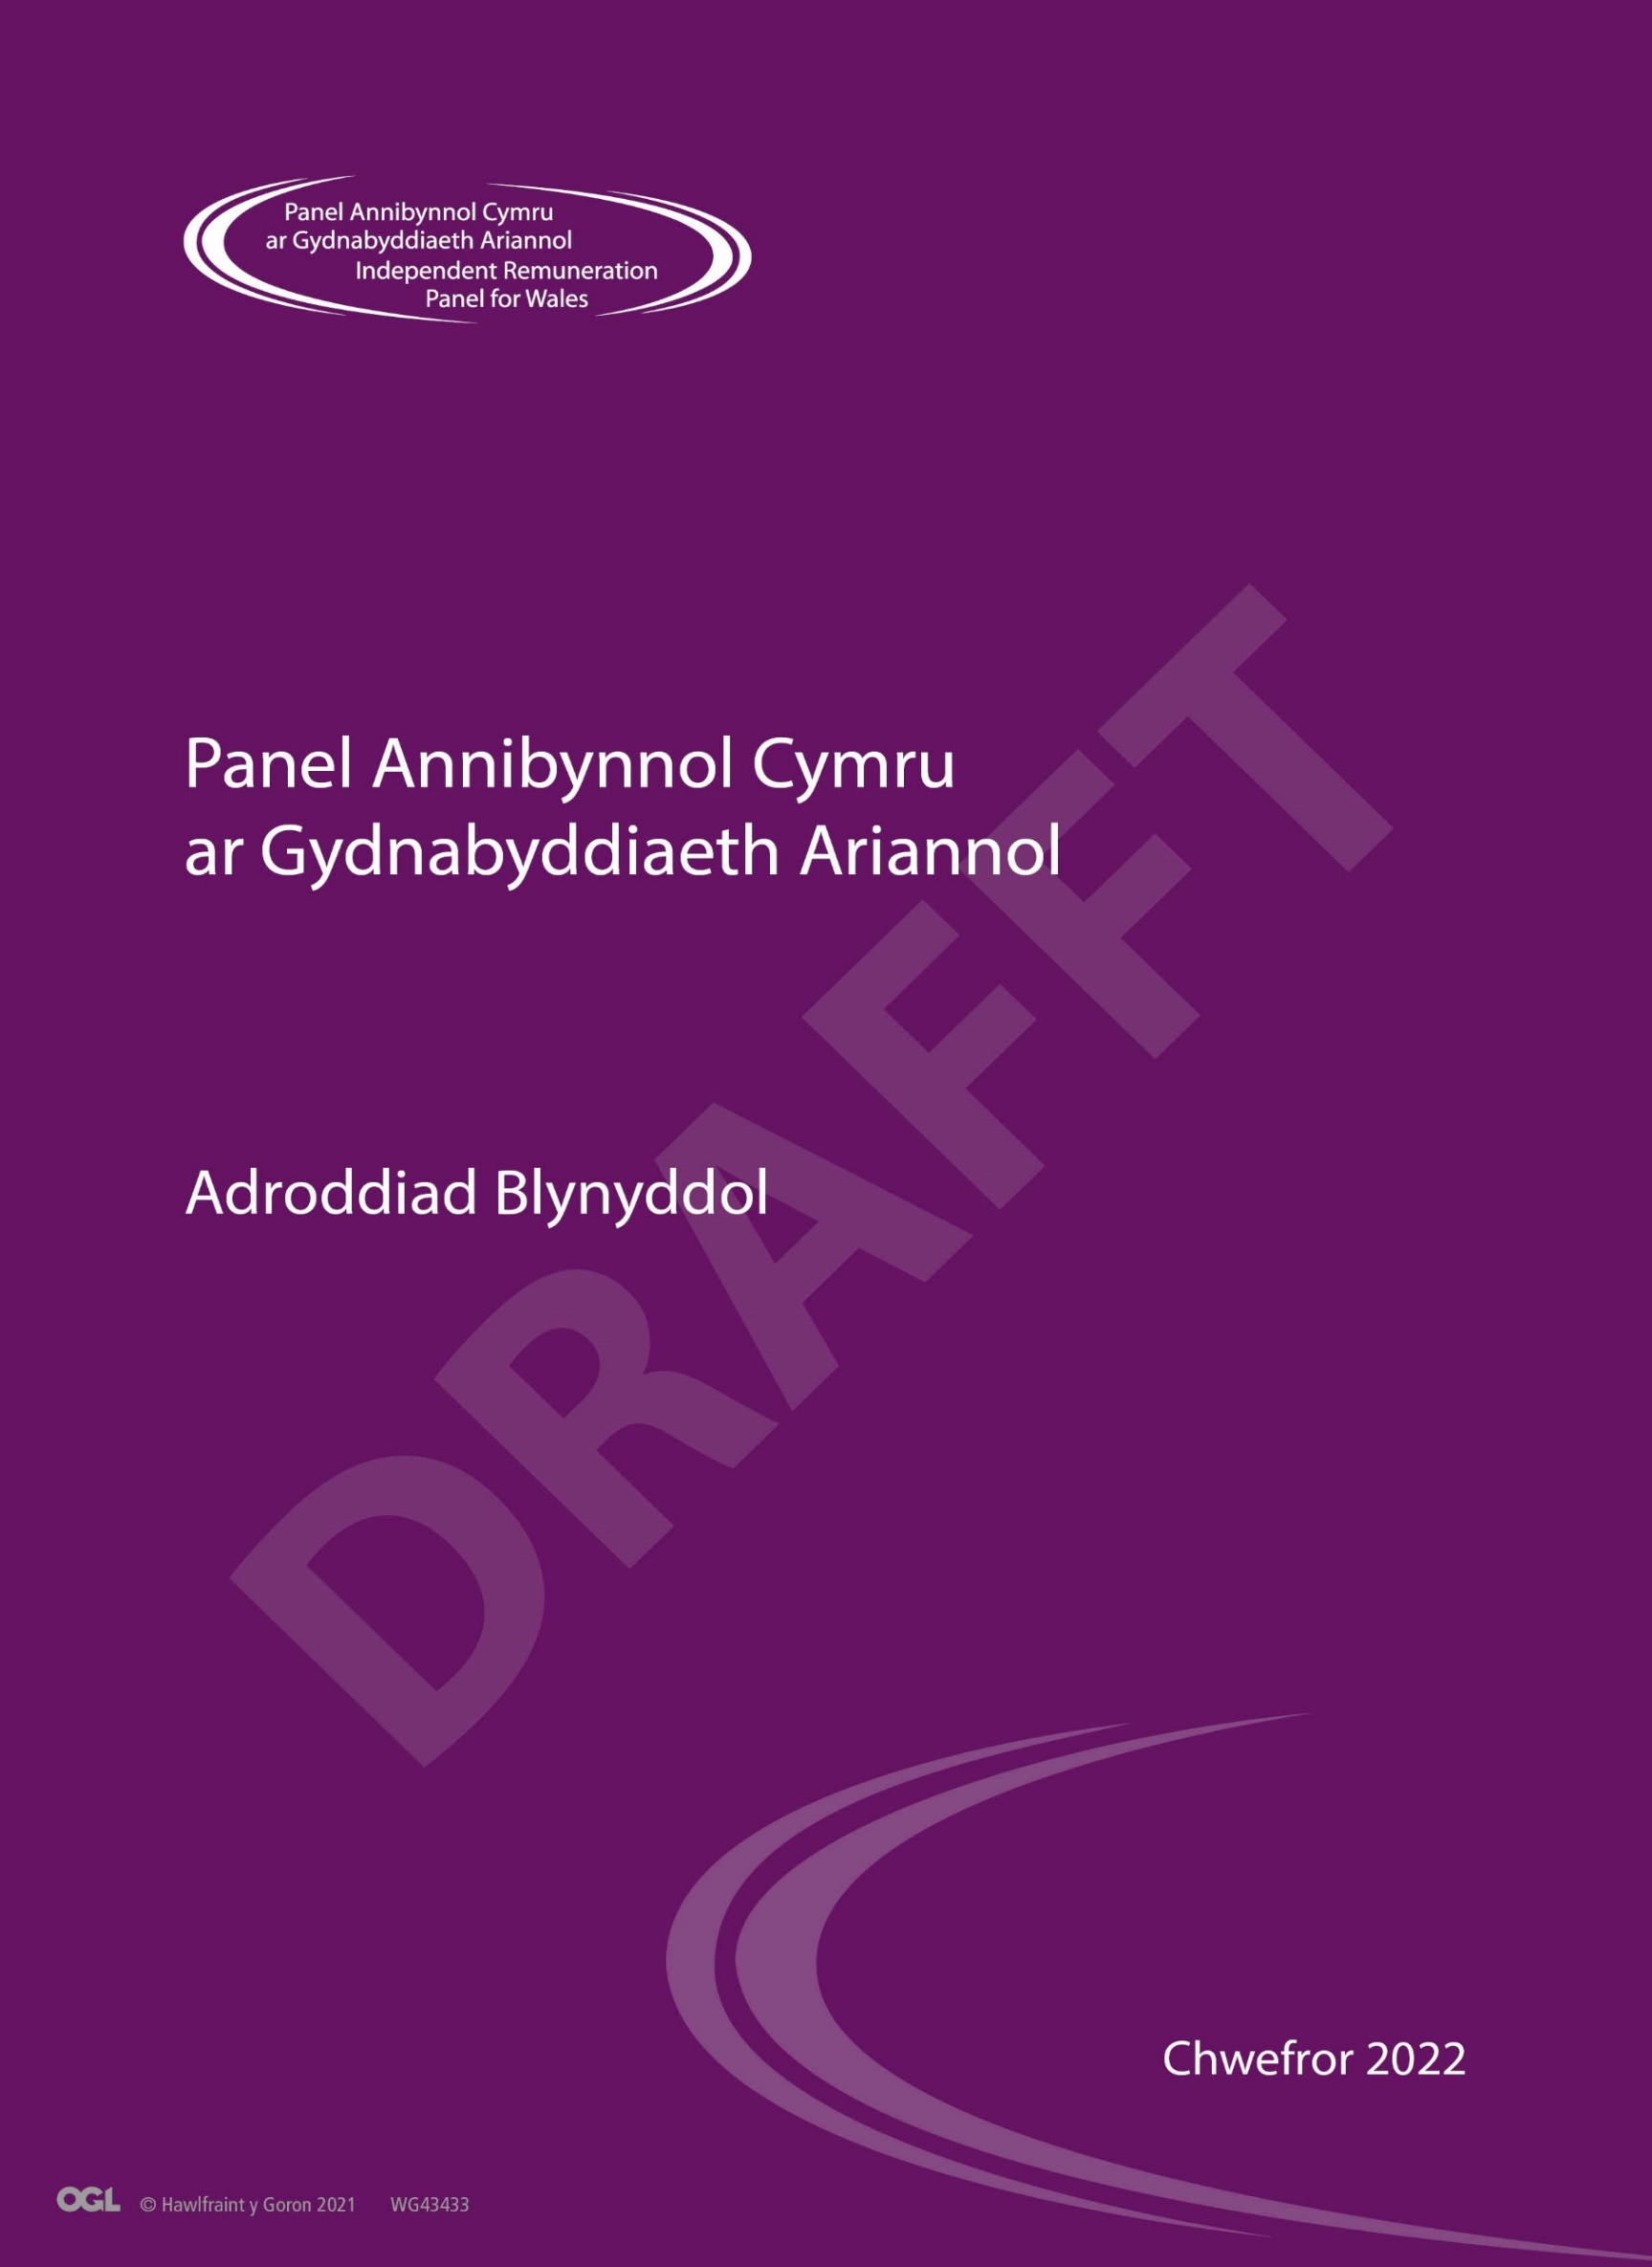 Panel Annibynnol Cymru
ar Gydnabyddiaeth Ariannol
Independent Remuneration
Panel for Wales
Panel Annibynnol Cymru
ar Gydnabyddiaeth Ariannol
Adroddiad Blynyddol
DRAFFT
Chwefror 2022
OGL © Hawlfraint y Goron 2021 WG43433